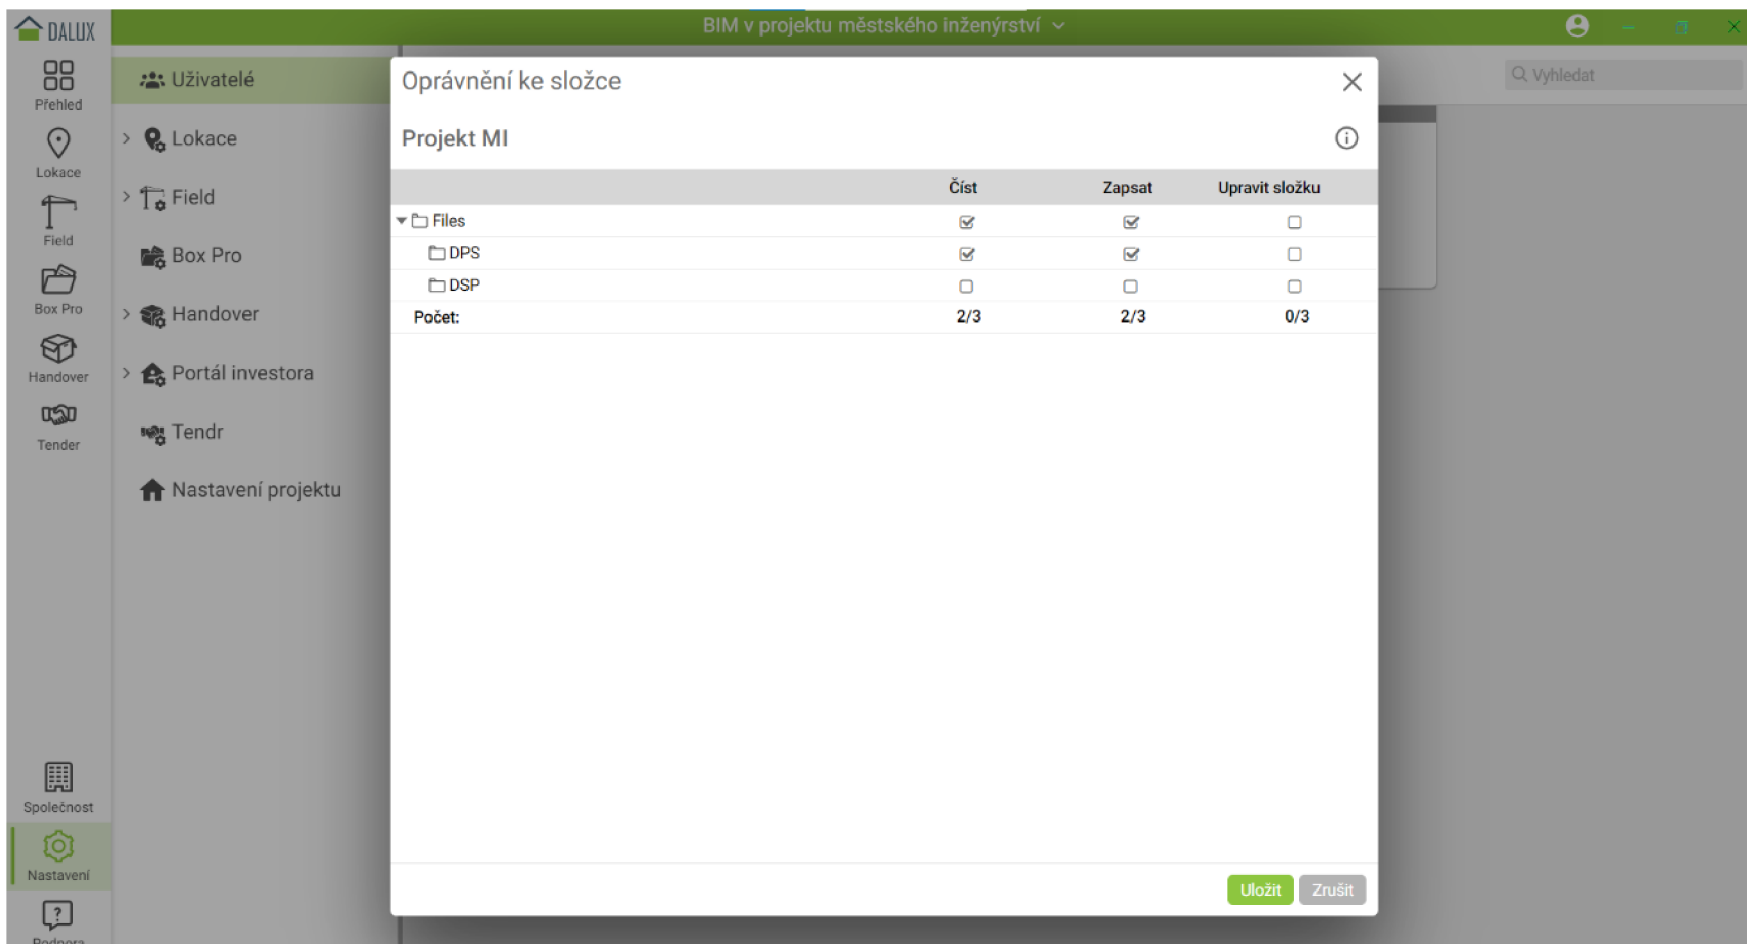 DALUX
BIM v projektu městského inženýrství
Přehled
Lokace
Field
Box Pro
Handover
Tender
Společnost
Nastavení
Podpora
Uživatelé
Lokace
Field
Box Pro
Handover
Portál investora
Tendr
Nastavení projektu
Vyhledat
Oprávnění ke složce
Projekt MI
Číst Zapsat Upravit složku
Files
DPS
DSP
Počet: 2/3 2/3 0/3
Uložit Zrušit